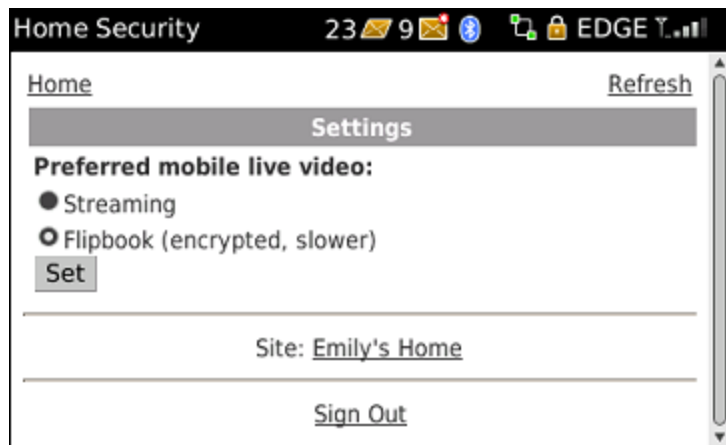 Home Security 23 9 EDGE
Home Refresh
Settings
Preferred mobile live video:
Streaming
Flipbook (encrypted, slower)
Set
Site: Emily's Home
Sign Out